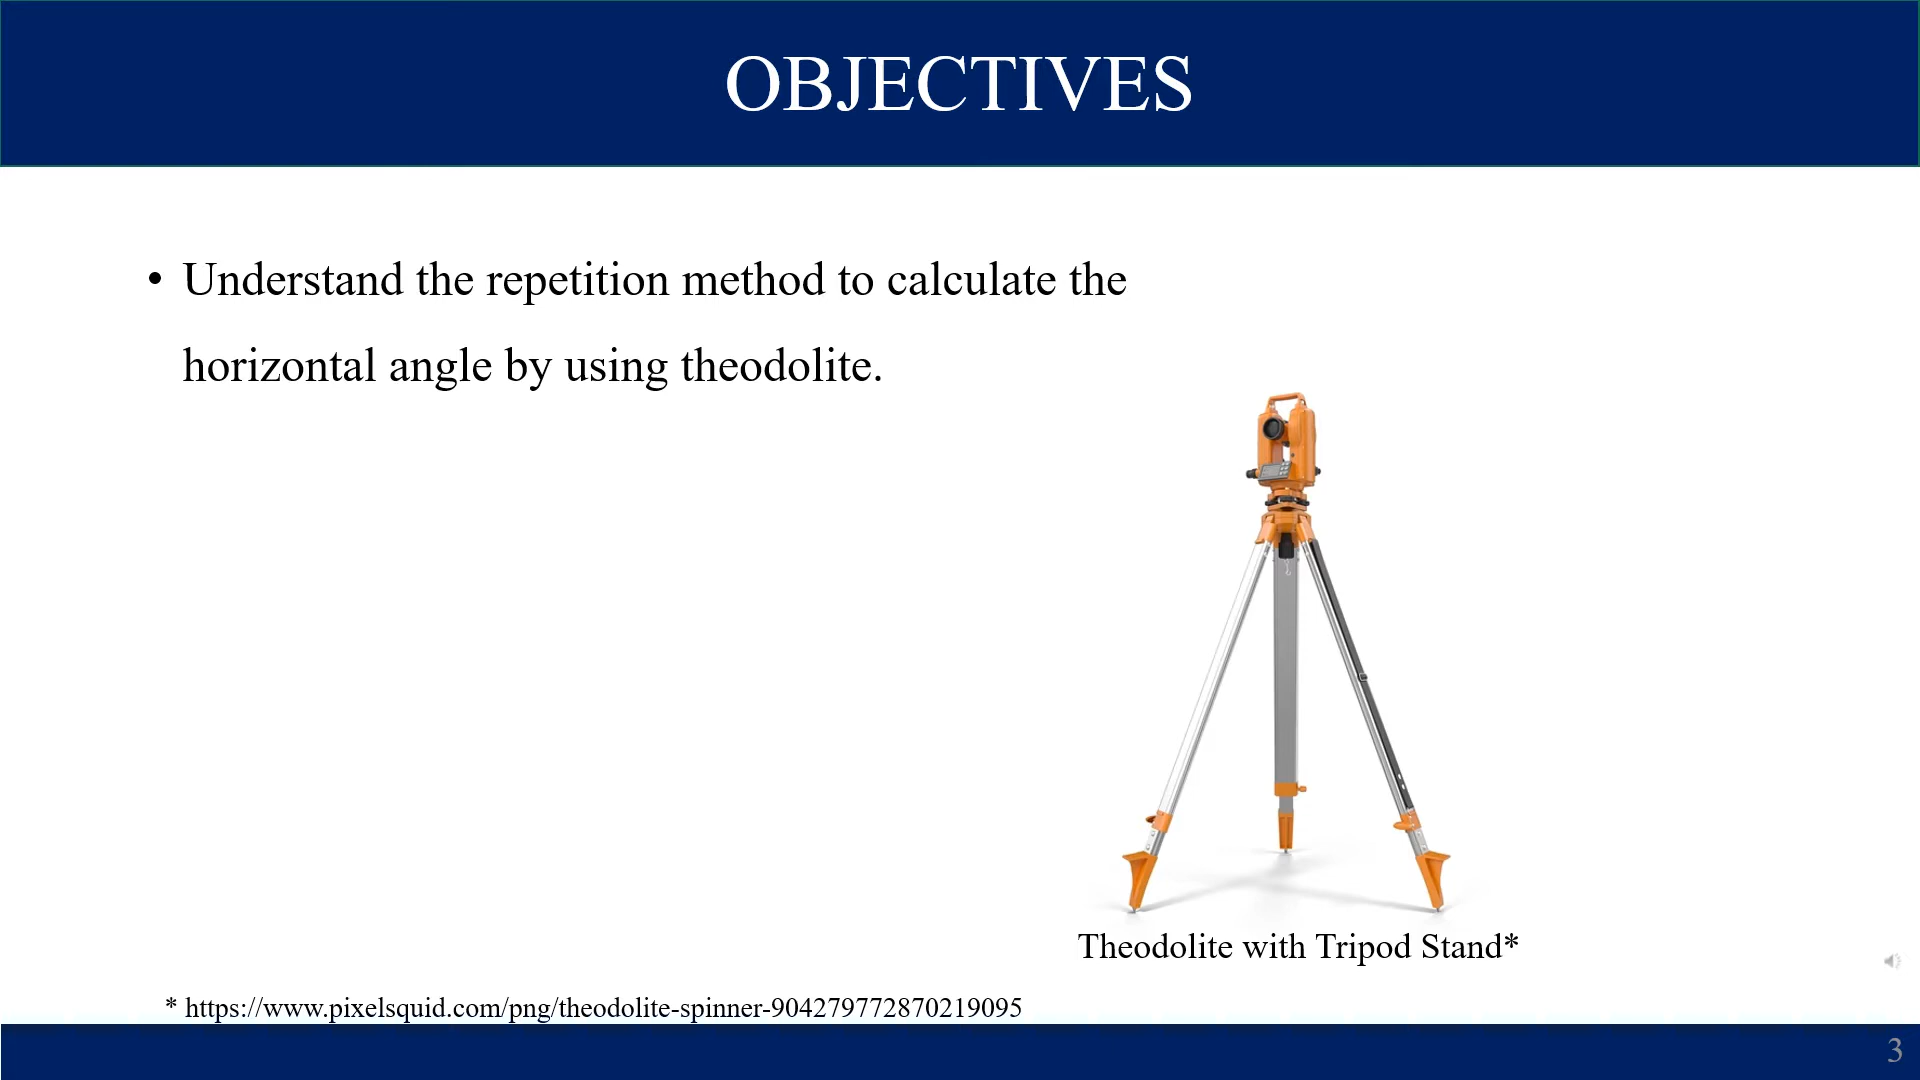 OBJECTIVES
• Understand the repetition method to calculate the
horizontal angle by using theodolite.
Theodolite with Tripod Stand*
* https://www.pixelsquid.com/png/theodolite-spinner-904279772870219095
3